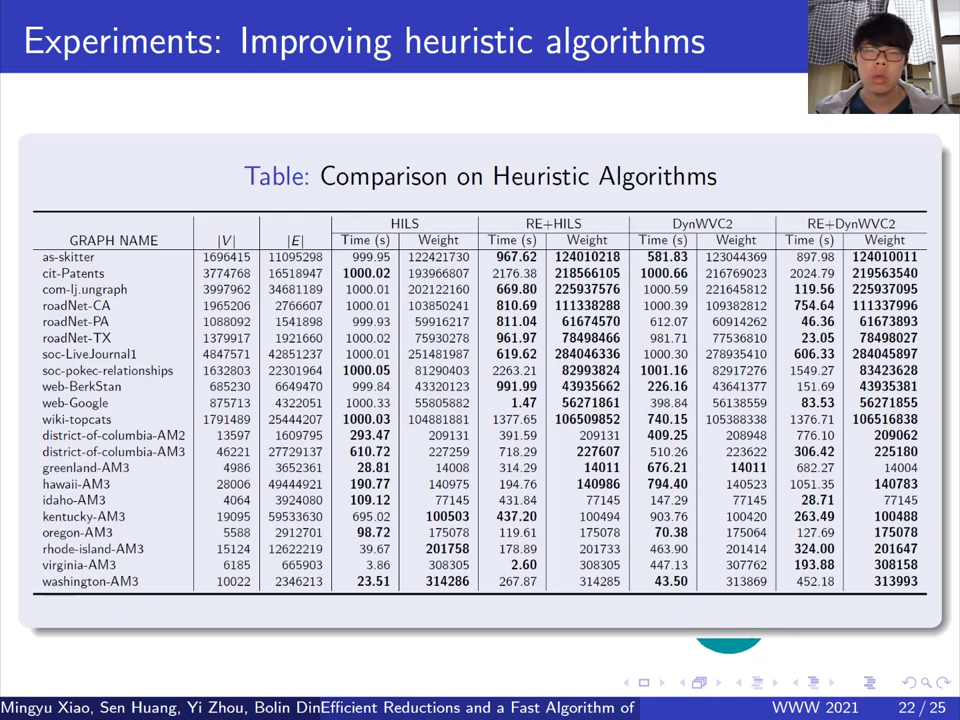 Experiments: Improving heuristic algorithms
Table: Comparison on Heuristic Algorithms
HILS RE+HILS DynWVC2 RE+DynWVC2
GRAPH NAME |V| |E| Time (s) Weight Time (s) Weight Time (s) Weight Time (s) Weight
as-skitter 1696415 11095298 999.95 122421730 967.62 124010218 581.83 123044369 897.98 124010011
cit-Patents 3774768 16518947 1000.02 193966807 2176.38 218566105 1000.66 216769023 2024.79 219563540
com-lj.ungraph 3997962 34681189 1000.01 202122160 669.80 225937576 1000.59 221645812 119.56 225937095
roadNet-CA 1965206 2766607 1000.01 103850241 810.69 111338288 1000.39 109382812 754.64 111337996
roadNet-PA 1088092 1541898 999.93 59916217 811.04 61674570 612.07 60914262 46.36 61673893
roadNet-TX 1379917 1921660 1000.02 75930278 961.97 78498466 981.71 77536810 23.05 78498027
soc-LiveJournal1 4847571 42851237 1000.01 251481987 619.62 284046336 1000.30 278935410 606.33 284045897
soc-pokec-relationships 1632803 22301964 1000.05 81290403 2263.21 82993824 1001.16 82917276 1549.27 83423628
web-BerkStan 685230 6649470 999.84 43320123 991.99 43935662 226.16 43641377 151.69 43935381
web-Google 875713 4322051 1000.33 55805882 1.47 56271861 398.84 56138559 83.53 56271855
wiki-topcats 1791489 25444207 1000.03 104881881 1377.65 106509852 740.15 105388338 1376.71 106516838
district-of-columbia-AM2 13597 1609795 293.47 209131 391.59 209131 409.25 208948 776.10 209062
district-of-columbia-AM3 46221 27729137 610.72 227259 718.29 227607 510.26 223622 306.42 225180
greenland-AM3 4986 3652361 28.81 14008 314.29 14011 676.21 14011 682.27 14004
hawaii-AM3 28006 49444921 190.77 140975 194.76 140986 794.40 140523 1051.35 140783
idaho-AM3 4064 3924080 109.12 77145 431.84 77145 147.29 77145 28.71 77145
kentucky-AM3 19095 59533630 695.02 100503 437.20 100494 903.76 100420 263.49 100488
oregon-AM3 5588 2912701 98.72 175078 119.61 175078 70.38 175064 127.69 175078
rhode-island-AM3 15124 12622219 39.67 201758 178.89 201733 463.90 201414 324.00 201647
virginia-AM3 6185 665903 3.86 308305 2.60 308305 447.13 307762 193.88 308158
washington-AM3 10022 2346213 23.51 314286 267.87 314285 43.50 313869 452.18 313993
Mingyu Xiao, Sen Huang, Yi Zhou, Bolin Din Efficient Reductions and a Fast Algorithm of WWW 2021 22 / 25